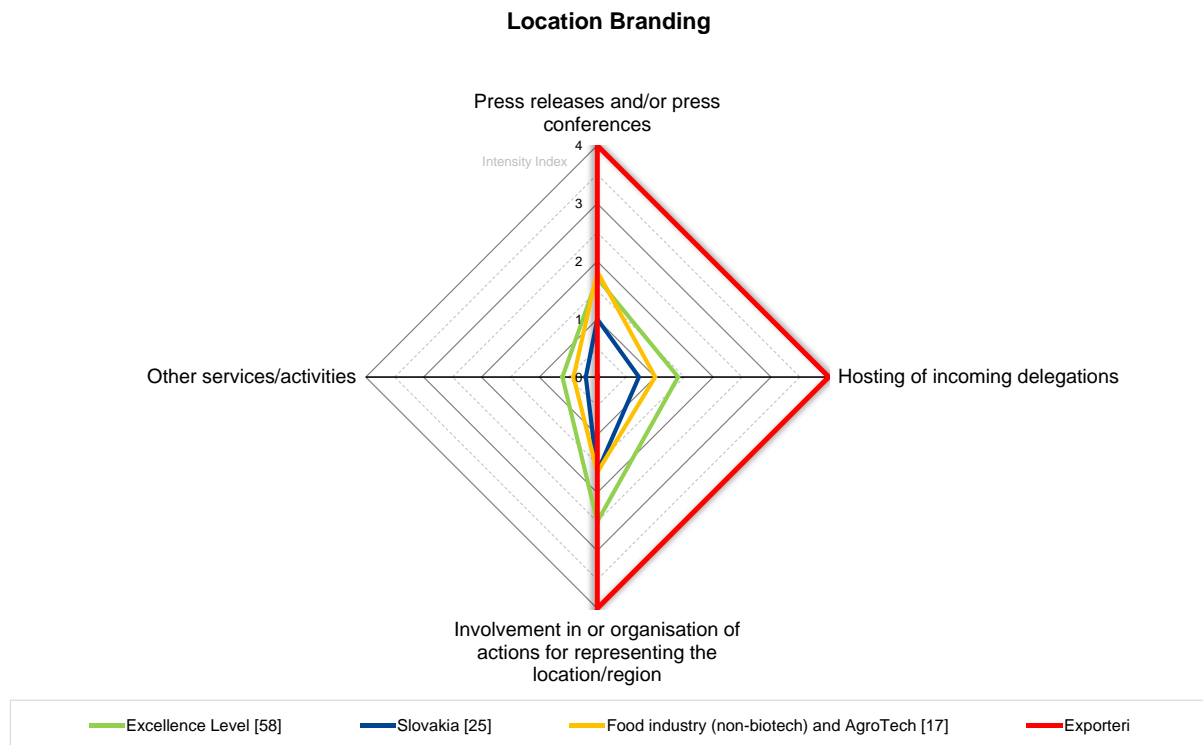 Location Branding
Press releases and/or press
conferences
Intensity Index
4
3
2
1
0
Other services/activities
Hosting of incoming delegations
Involvement in or organisation of
actions for representing the
location/region
Excellence Level [58]
Slovakia [25]
Food industry (non-biotech) and AgroTech [17]
Exporteri